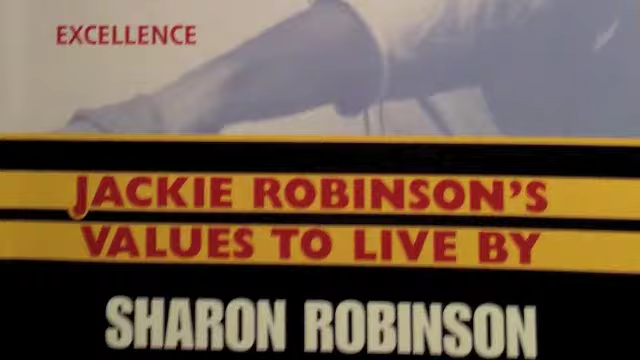 EXCELLENCE
JACKIE ROBINSON'S
VALUES TO LIVE BY
SHARON ROBINSON